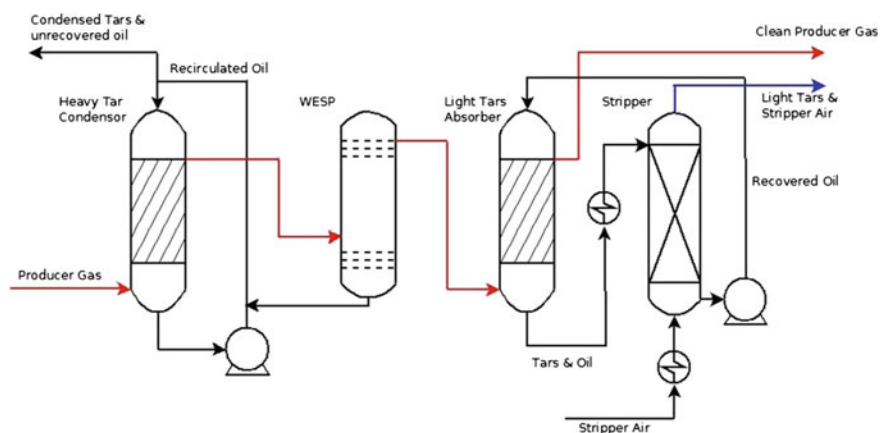 Condensed Tars &
unrecovered oil
Recirculated Oil
Heavy Tar
Condensor
WESP
Light Tars
Absorber
Stripper
Clean Producer Gas
Light Tars &
Stripper Air
Recovered Oil
Producer Gas
Tars & Oil
Stripper Air